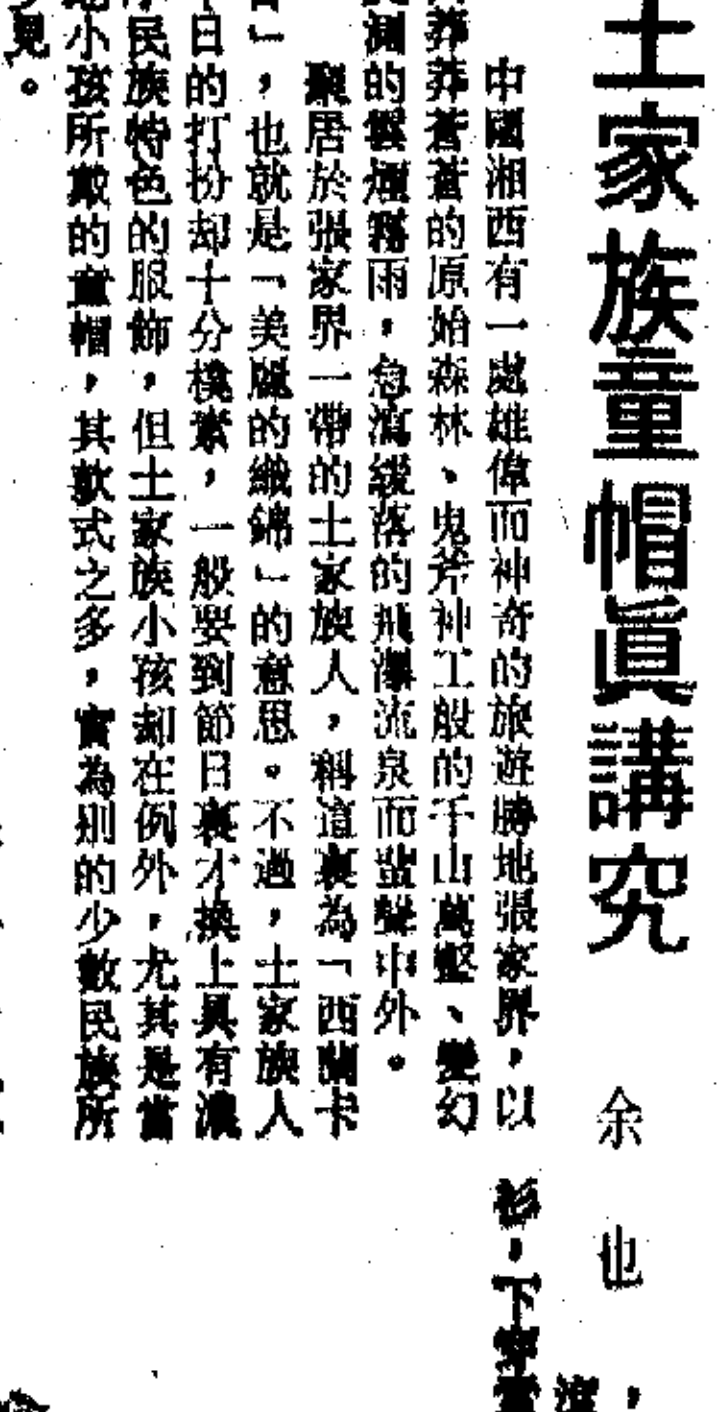 土家族童帽眞講究
余也
中國湘西有一處雄偉而神奇的旅遊勝地張家界，以
莽莽蒼蒼的原始森林、鬼斧神工般的千山萬壑、變幻
的雲煙霧雨，急瀉緩落的飛瀑流泉而蜚聲中外。
聚居於張家界一帶的土家族人，稱這裏為「西蘭卡
」，也就是「美麗的織錦」的意思。不過，土家族人
日的打扮却十分樸素，一般要到節日裏才換上具有濃
民族特色的服飾，但土家族小孩却在例外，尤其是當
地小孩所戴的童帽，其款式之多，實為别的少數民族所
見。
衫，下穿